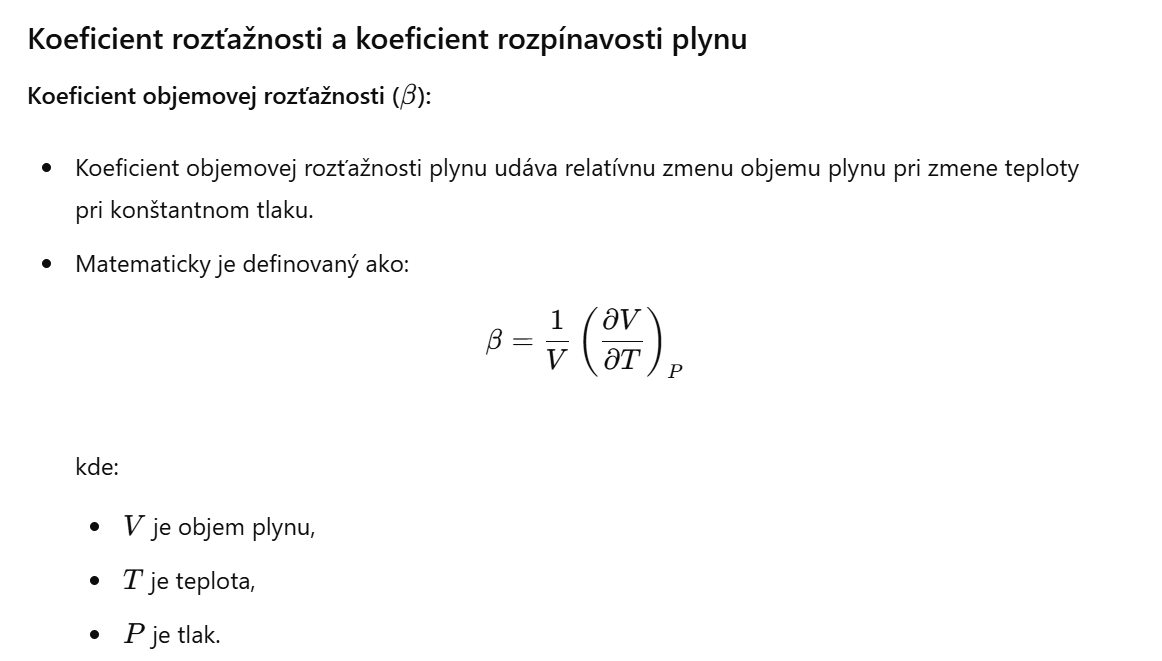 Koeficient rozťažnosti a koeficient rozpínavosti plynu
Koeficient objemovej rozťažnosti (β):
• Koeficient objemovej rozťažnosti plynu udáva relatívnu zmenu objemu plynu pri zmene teploty
pri konštantnom tlaku.
• Matematicky je definovaný ako:
β = 1/V (∂V/∂T)_P
kde:
• V je objem plynu,
• T je teplota,
• P je tlak.